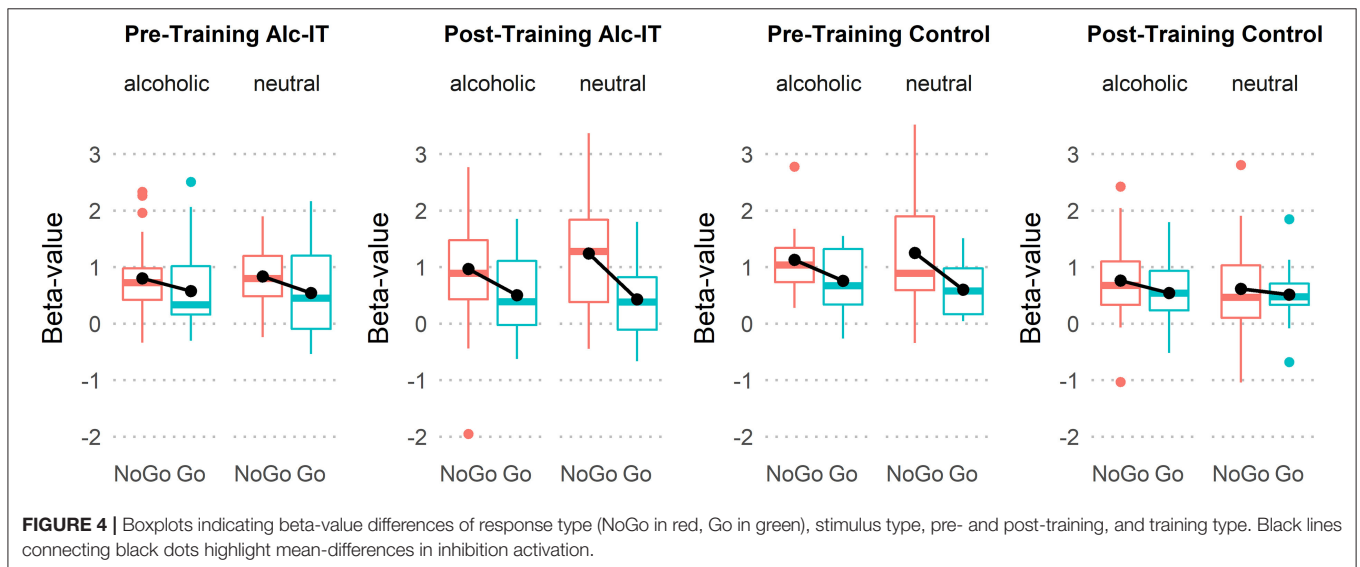 Pre-Training Alc-IT Post-Training Alc-IT Pre-Training Control Post-Training Control
alcoholic neutral alcoholic neutral alcoholic neutral alcoholic neutral
Beta-value Beta-value Beta-value Beta-value
3 3 3 3
2 2 2 2
1 1 1 1
0 0 0 0
-1 -1 -1 -1
-2 -2 -2 -2
NoGo Go NoGo Go NoGo Go NoGo Go NoGo Go NoGo Go NoGo Go NoGo Go
FIGURE 4 | Boxplots indicating beta-value differences of response type (NoGo in red, Go in green), stimulus type, pre- and post-training, and training type. Black lines
connecting black dots highlight mean-differences in inhibition activation.